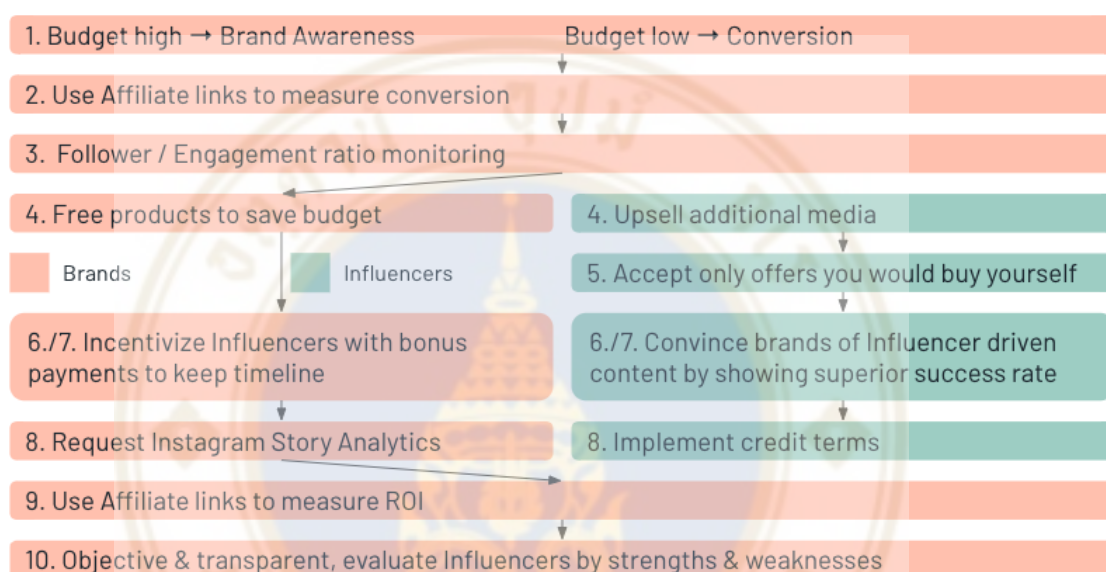 1. Budget high → Brand Awareness Budget low → Conversion
2. Use Affiliate links to measure conversion
3. Follower / Engagement ratio monitoring
4. Free products to save budget
4. Upsell additional media
Brands
Influencers
5. Accept only offers you would buy yourself
6./7. Incentivize Influencers with bonus
payments to keep timeline
6./7. Convince brands of Influencer driven
content by showing superior success rate
8. Request Instagram Story Analytics
8. Implement credit terms
9. Use Affiliate links to measure ROI
10. Objective & transparent, evaluate Influencers by strengths & weaknesses